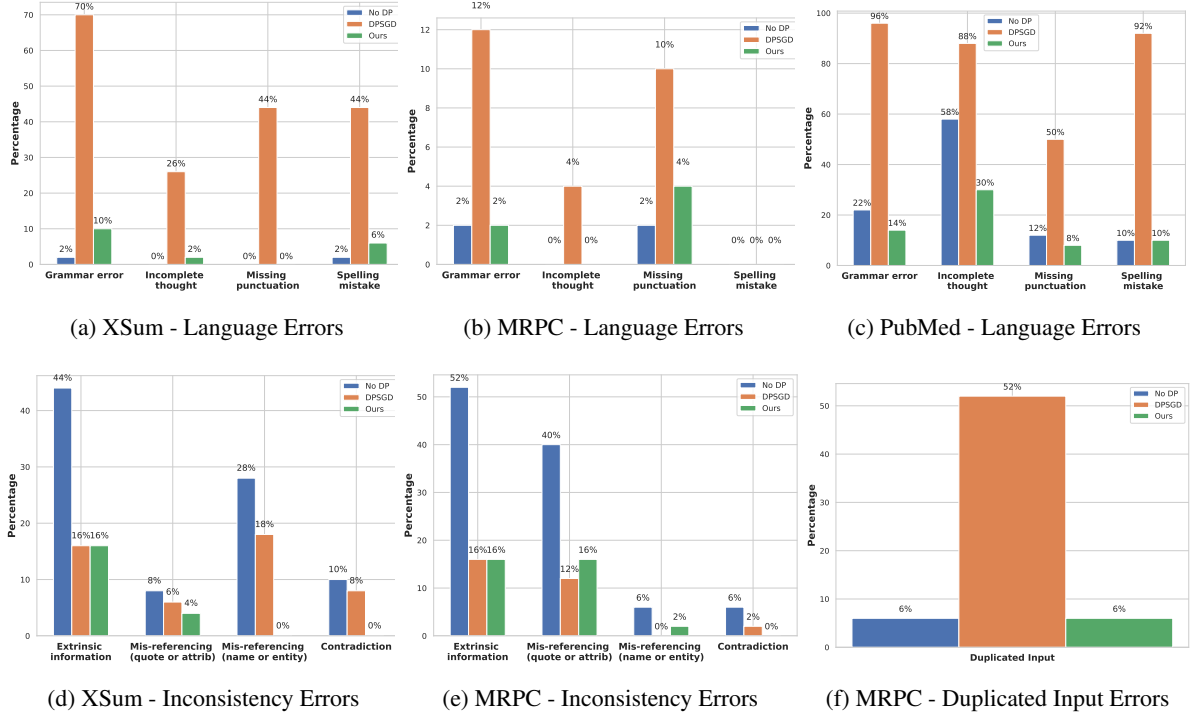 70%
70
No DP
DPSGD
Ours
60
50
44%
44%
40
Percentage
30
26%
20
10%
10
6%
2%
0%
2%
0%
0%
2%
0
Grammar error
Incomplete
thought
Missing
punctuation
Spelling
mistake
(a) XSum - Language Errors
12%
14
No DP
DPSGD
Ours
12
10%
10
8
Percentage
6
4%
4%
4
2%
2%
2%
2
0%
0%
0%
0%
0%
0
Grammar error
Incomplete
thought
Missing
punctuation
Spelling
mistake
(b) MRPC - Language Errors
100
96%
No DP
DPSGD
Ours
92%
88%
80
60
58%
50%
Percentage
40
30%
22%
20
14%
12%
8%
10%
10%
0
Grammar error
Incomplete
thought
Missing
punctuation
Spelling
mistake
(c) PubMed - Language Errors
44%
No DP
DPSGD
Ours
40
30
28%
Percentage
20
18%
16%
16%
10
10%
8%
8%
6%
4%
0%
0%
0
Extrinsic
information
Mis-referencing
(quote or attrib)
Mis-referencing
(name or entity)
Contradiction
(d) XSum - Inconsistency Errors
52%
No DP
DPSGD
Ours
50
40%
40
30
Percentage
20
16%
16%
16%
12%
10
6%
6%
0%
2%
2%
0%
0
Extrinsic
information
Mis-referencing
(quote or attrib)
Mis-referencing
(name or entity)
Contradiction
(e) MRPC - Inconsistency Errors
52%
No DP
DPSGD
Ours
50
40
30
Percentage
20
10
6%
6%
0
Duplicated Input
(f) MRPC - Duplicated Input Errors